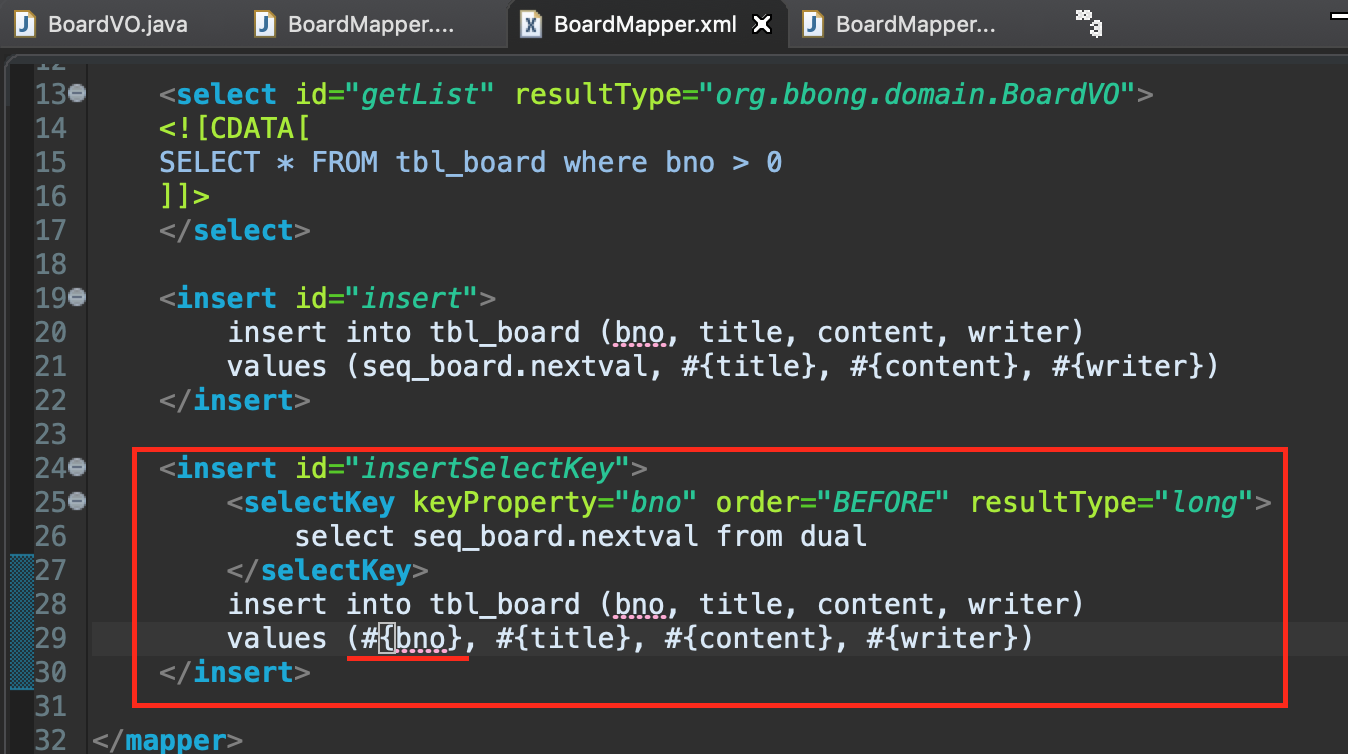 BoardVO.java BoardMapper.... BoardMapper.xml BoardMapper...
12
13 <select id="getList" resultType="org.bbong.domain.BoardVO">
14 <![CDATA[
15 SELECT * FROM tbl_board where bno > 0
16 ]]>
17 </select>
18
19 <insert id="insert">
20 insert into tbl_board (bno, title, content, writer)
21 values (seq_board.nextval, #{title}, #{content}, #{writer})
22 </insert>
23
24 <insert id="insertSelectKey">
25 <selectKey keyProperty="bno" order="BEFORE" resultType="long">
26 select seq_board.nextval from dual
27 </selectKey>
28 insert into tbl_board (bno, title, content, writer)
29 values (#{bno}, #{title}, #{content}, #{writer})
30 </insert>
31
32 </mapper>